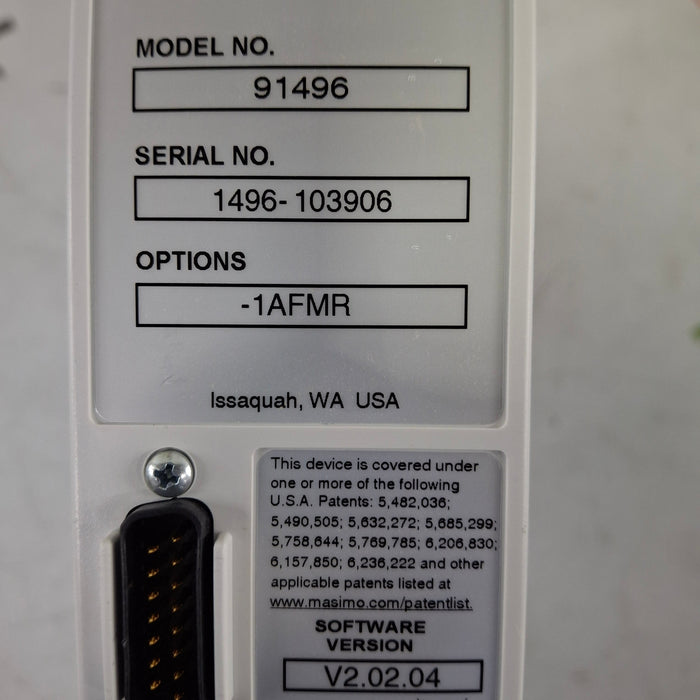 MODEL NO.
91496
SERIAL NO.
1496-103906
OPTIONS
-1AFMR
Issaquah, WA USA
This device is covered under
one or more of the following
U.S.A. Patents: 5,482,036;
5,490,505; 5,632,272; 5,685,299;
5,758,644; 5,769,785; 6,206,830;
6,157,850; 6,236,222 and other
applicable patents listed at
www.masimo.com/patentlist.
SOFTWARE
VERSION
V2.02.04